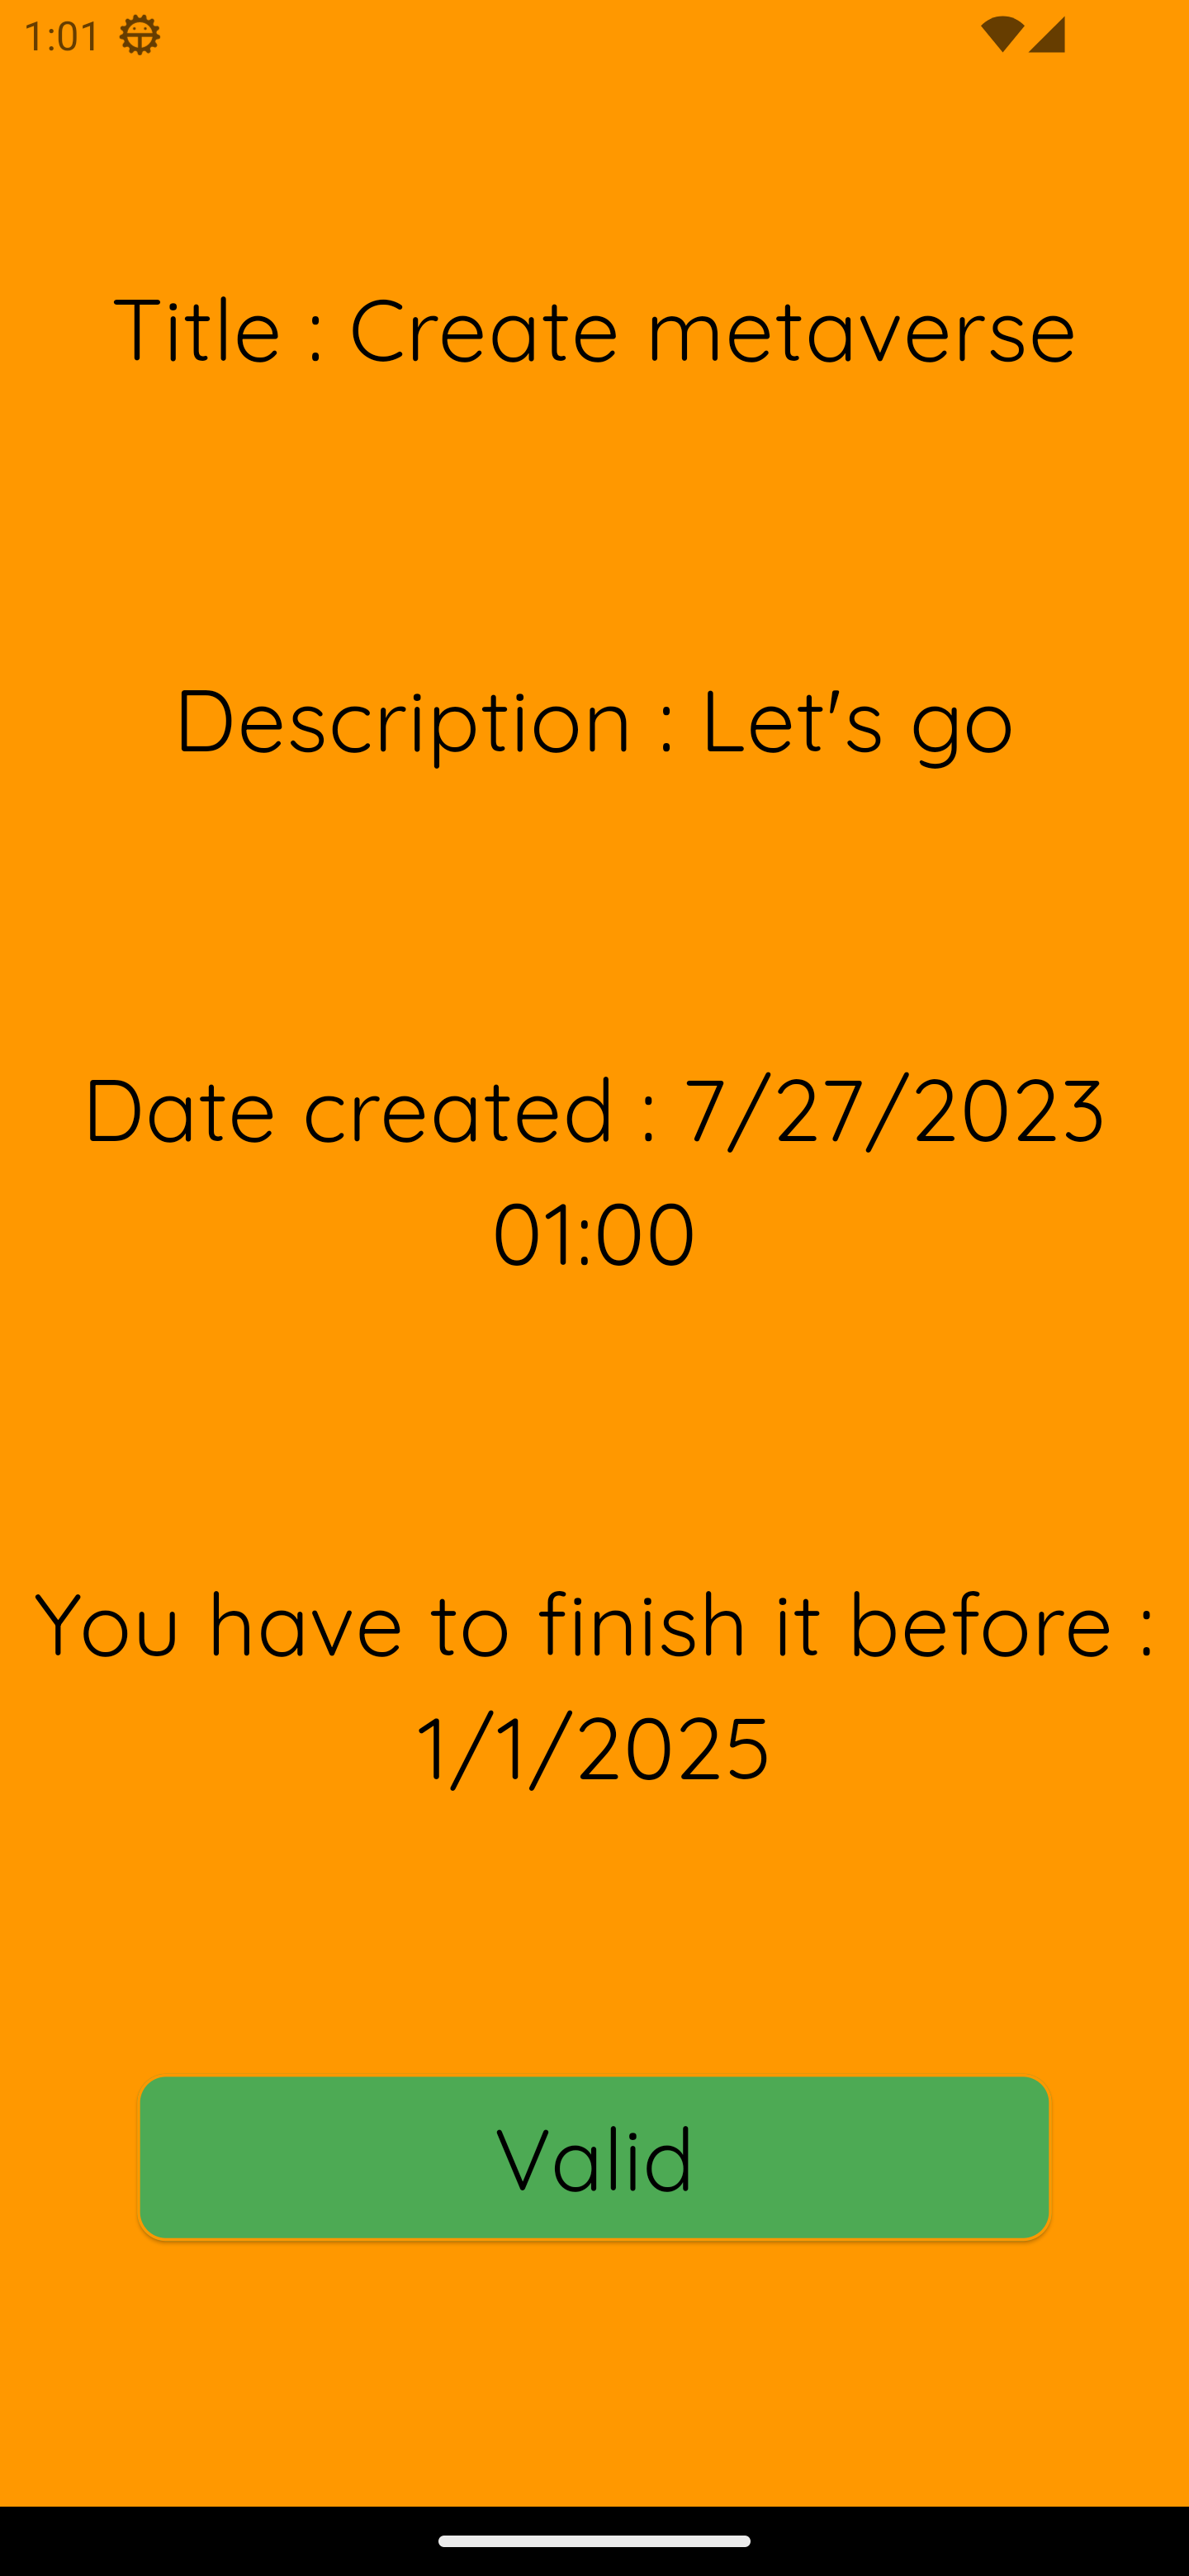 1:01
Title : Create metaverse
Description : Let's go
Date created : 7/27/2023
01:00
You have to finish it before :
1/1/2025
Valid